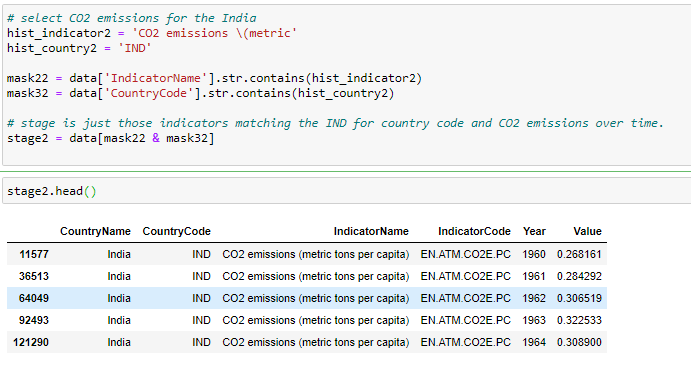 # select CO2 emissions for the India
hist_indicator2 = 'CO2 emissions \(metric'
hist_country2 = 'IND'
mask22 = data['IndicatorName'].str.contains(hist_indicator2)
mask32 = data['CountryCode'].str.contains(hist_country2)
# stage is just those indicators matching the IND for country code and CO2 emissions over time.
stage2 = data[mask22 & mask32]
stage2.head()
CountryName CountryCode IndicatorName IndicatorCode Year Value
11577 India IND CO2 emissions (metric tons per capita) EN.ATM.CO2E.PC 1960 0.268161
36513 India IND CO2 emissions (metric tons per capita) EN.ATM.CO2E.PC 1961 0.284292
64049 India IND CO2 emissions (metric tons per capita) EN.ATM.CO2E.PC 1962 0.306519
92493 India IND CO2 emissions (metric tons per capita) EN.ATM.CO2E.PC 1963 0.322533
121290 India IND CO2 emissions (metric tons per capita) EN.ATM.CO2E.PC 1964 0.308900